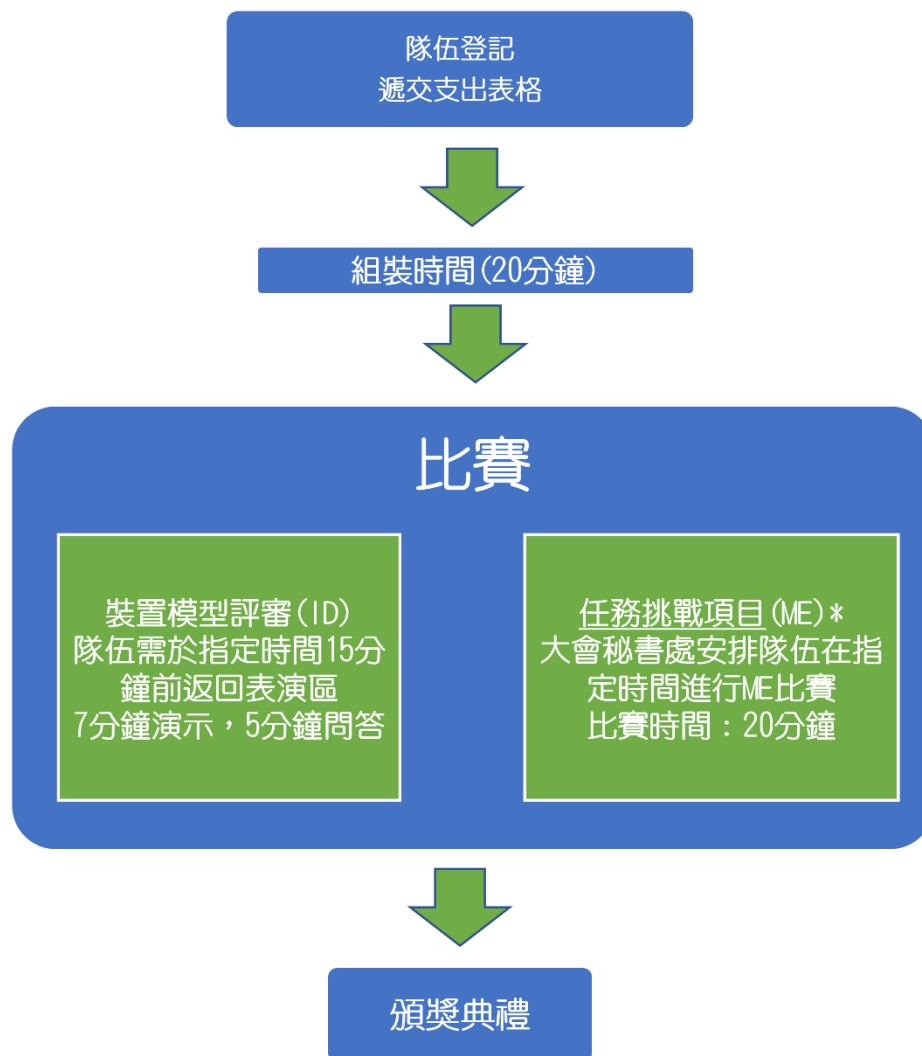 隊伍登記
遞交支出表格
組裝時間(20分鐘)
比賽
裝置模型評審(ID)
隊伍需於指定時間15分
鐘前返回表演區
7分鐘演示，5分鐘問答
任務挑戰項目(ME)*
大會秘書處安排隊伍在指
定時間進行ME比賽
比賽時間：20分鐘
頒獎典禮